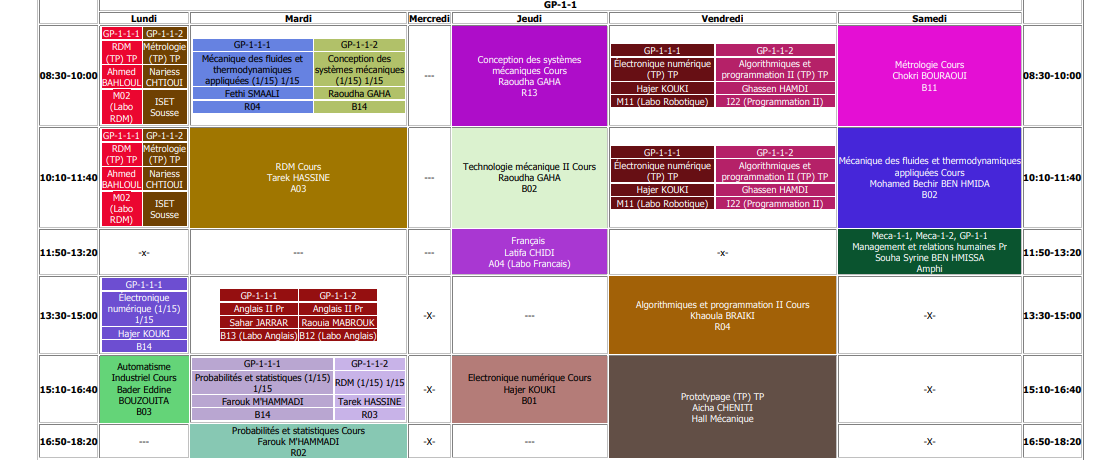 GP-1-1
Lundi Mardi Mercredi Jeudi Vendredi Samedi
08:30-10:00
GP-1-1-1 GP-1-1-2
RDM (TP) TP
Ahmed BAHLOUL
M02 (Labo RDM)
Métrologie (TP) TP
Narjess CHTIOUI
ISET Sousse
GP-1-1-1 GP-1-1-2
Mécanique des fluides et
thermodynamiques
appliquées (1/15) 1/15
Fethi SMAALI
R04
Conception des
systèmes mécaniques
(1/15) 1/15
Raoudha GAHA
B14
---
Conception des systèmes
mécaniques Cours
Raoudha GAHA
R13
GP-1-1-1 GP-1-1-2
Électronique numérique
(TP) TP
Hajer KOUKI
M11 (Labo Robotique)
Algorithmiques et
programmation II (TP) TP
Ghassen HAMDI
I22 (Programmation II)
Métrologie Cours
Chokri BOURAOUI
B11
08:30-10:00
10:10-11:40
GP-1-1-1 GP-1-1-2
RDM (TP) TP
Ahmed BAHLOUL
M02 (Labo RDM)
Métrologie (TP) TP
Narjess CHTIOUI
ISET Sousse
RDM Cours
Tarek HASSINE
A03
---
Technologie mécanique II Cours
Raoudha GAHA
B02
GP-1-1-1 GP-1-1-2
Électronique numérique
(TP) TP
Hajer KOUKI
M11 (Labo Robotique)
Algorithmiques et
programmation II (TP) TP
Ghassen HAMDI
I22 (Programmation II)
Mécanique des fluides et thermodynamiques
appliquées Cours
Mohamed Bechir BEN HMIDA
B02
10:10-11:40
11:50-13:20
-x-
---
---
Français
Latifa CHIDI
A04 (Labo Francais)
-x-
Meca-1-1, Meca-1-2, GP-1-1
Management et relations humaines Pr
Souha Syrine BEN HMISSA
Amphi
11:50-13:20
13:30-15:00
GP-1-1-1
Électronique
numérique (1/15)
1/15
Hajer KOUKI
B14
GP-1-1-1 GP-1-1-2
Anglais II Pr Anglais II Pr
Sahar JARRAR Raouia MABROUK
B13 (Labo Anglais) B12 (Labo Anglais)
-X-
---
Algorithmiques et programmation II Cours
Khaoula BRAIKI
R04
-X-
13:30-15:00
15:10-16:40
Automatisme
Industriel Cours
Bader Eddine
BOUZOUITA
B03
GP-1-1-1 GP-1-1-2
Probabilités et statistiques (1/15)
1/15
Farouk M'HAMMADI
B14
RDM (1/15) 1/15
Tarek HASSINE
R03
-X-
Electronique numérique Cours
Hajer KOUKI
B01
Prototypage (TP) TP
Aicha CHENITI
Hall Mécanique
-X-
15:10-16:40
16:50-18:20
---
Probabilités et statistiques Cours
Farouk M'HAMMADI
R02
-X-
---
-X-
16:50-18:20